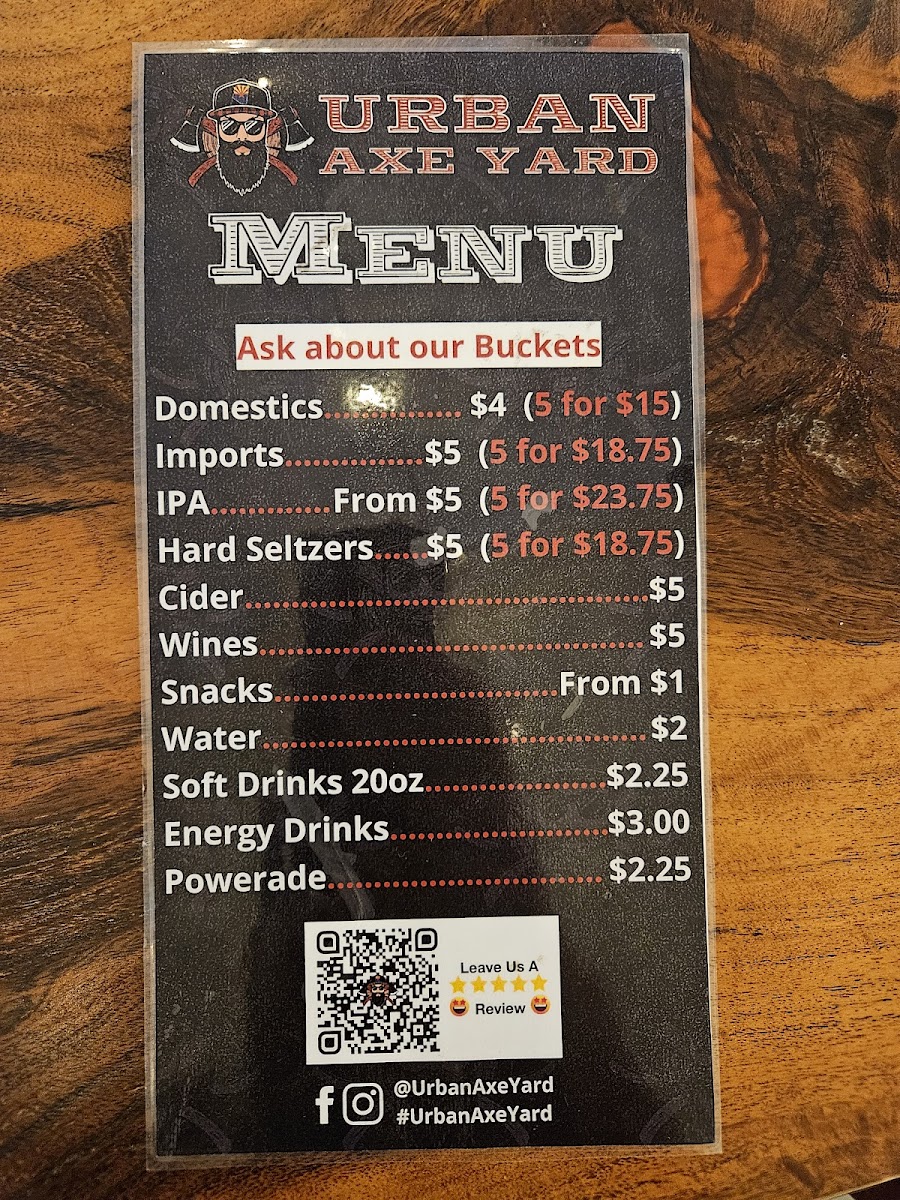 URBAN
AXE YARD
MENU
Ask about our Buckets
Domestics.............. $4 (5 for $15)
Imports..............$5 (5 for $18.75)
IPA............From $5 (5 for $23.75)
Hard Seltzers.....$5 (5 for $18.75)
Cider.........................................$5
Wines....................................... $5
Snacks.............................From $1
Water....................................... $2
Soft Drinks 20oz..................$2.25
Energy Drinks......................$3.00
Powerade............................ $2.25
Leave Us A
Review
@UrbanAxeYard
#UrbanAxeYard